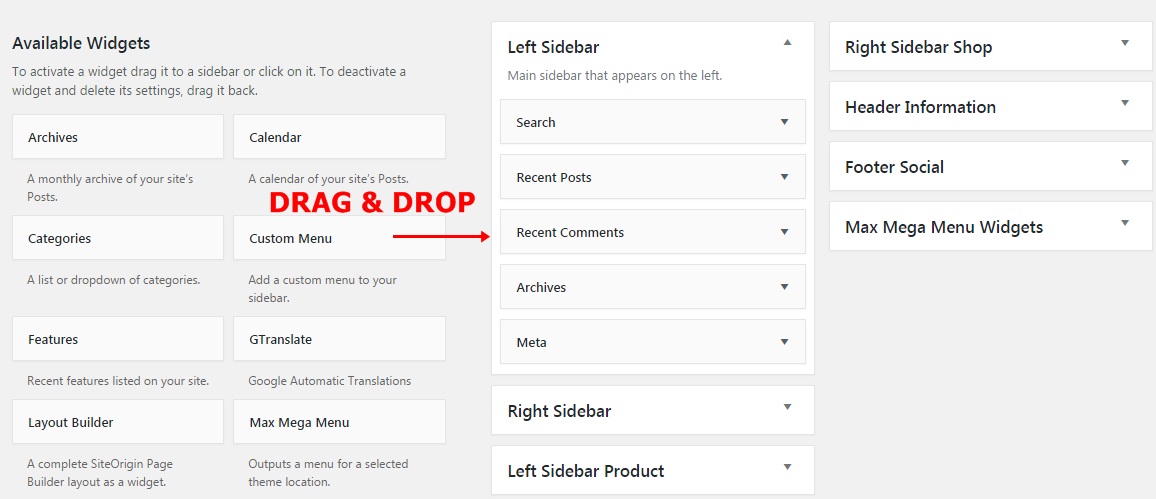 Available Widgets
To activate a widget drag it to a sidebar or click on it. To deactivate a
widget and delete its settings, drag it back.
Archives
A monthly archive of your site's
Posts.
Calendar
A calendar of your site's Posts.
DRAG & DROP
Categories
A list or dropdown of categories.
Custom Menu
Add a custom menu to your
sidebar.
Features
Recent features listed on your site.
GTranslate
Google Automatic Translations
Layout Builder
A complete SiteOrigin Page
Builder layout as a widget.
Max Mega Menu
Outputs a menu for a selected
theme location.
Left Sidebar
Main sidebar that appears on the left.
Search
Recent Posts
Recent Comments
Archives
Meta
Right Sidebar
Left Sidebar Product
Right Sidebar Shop
Header Information
Footer Social
Max Mega Menu Widgets